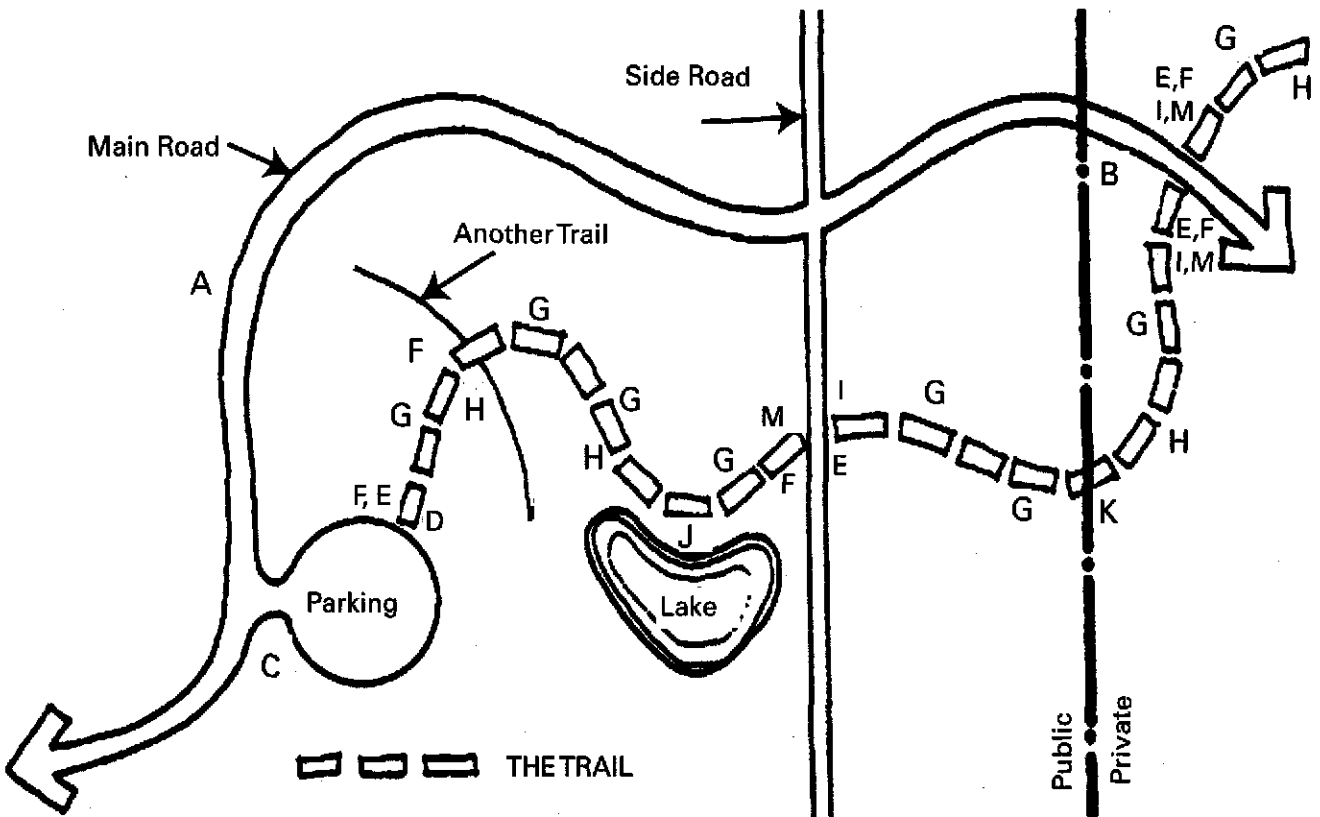 G
Side Road
E,F
H
I,M
Main Road
B
Another Trail
E,F
A
I,M
G
G
F
I
G
H
G
G
M
H
H
G
F
E
F, E
D
G
K
J
Parking
Lake
C
Public
Private
THE TRAIL